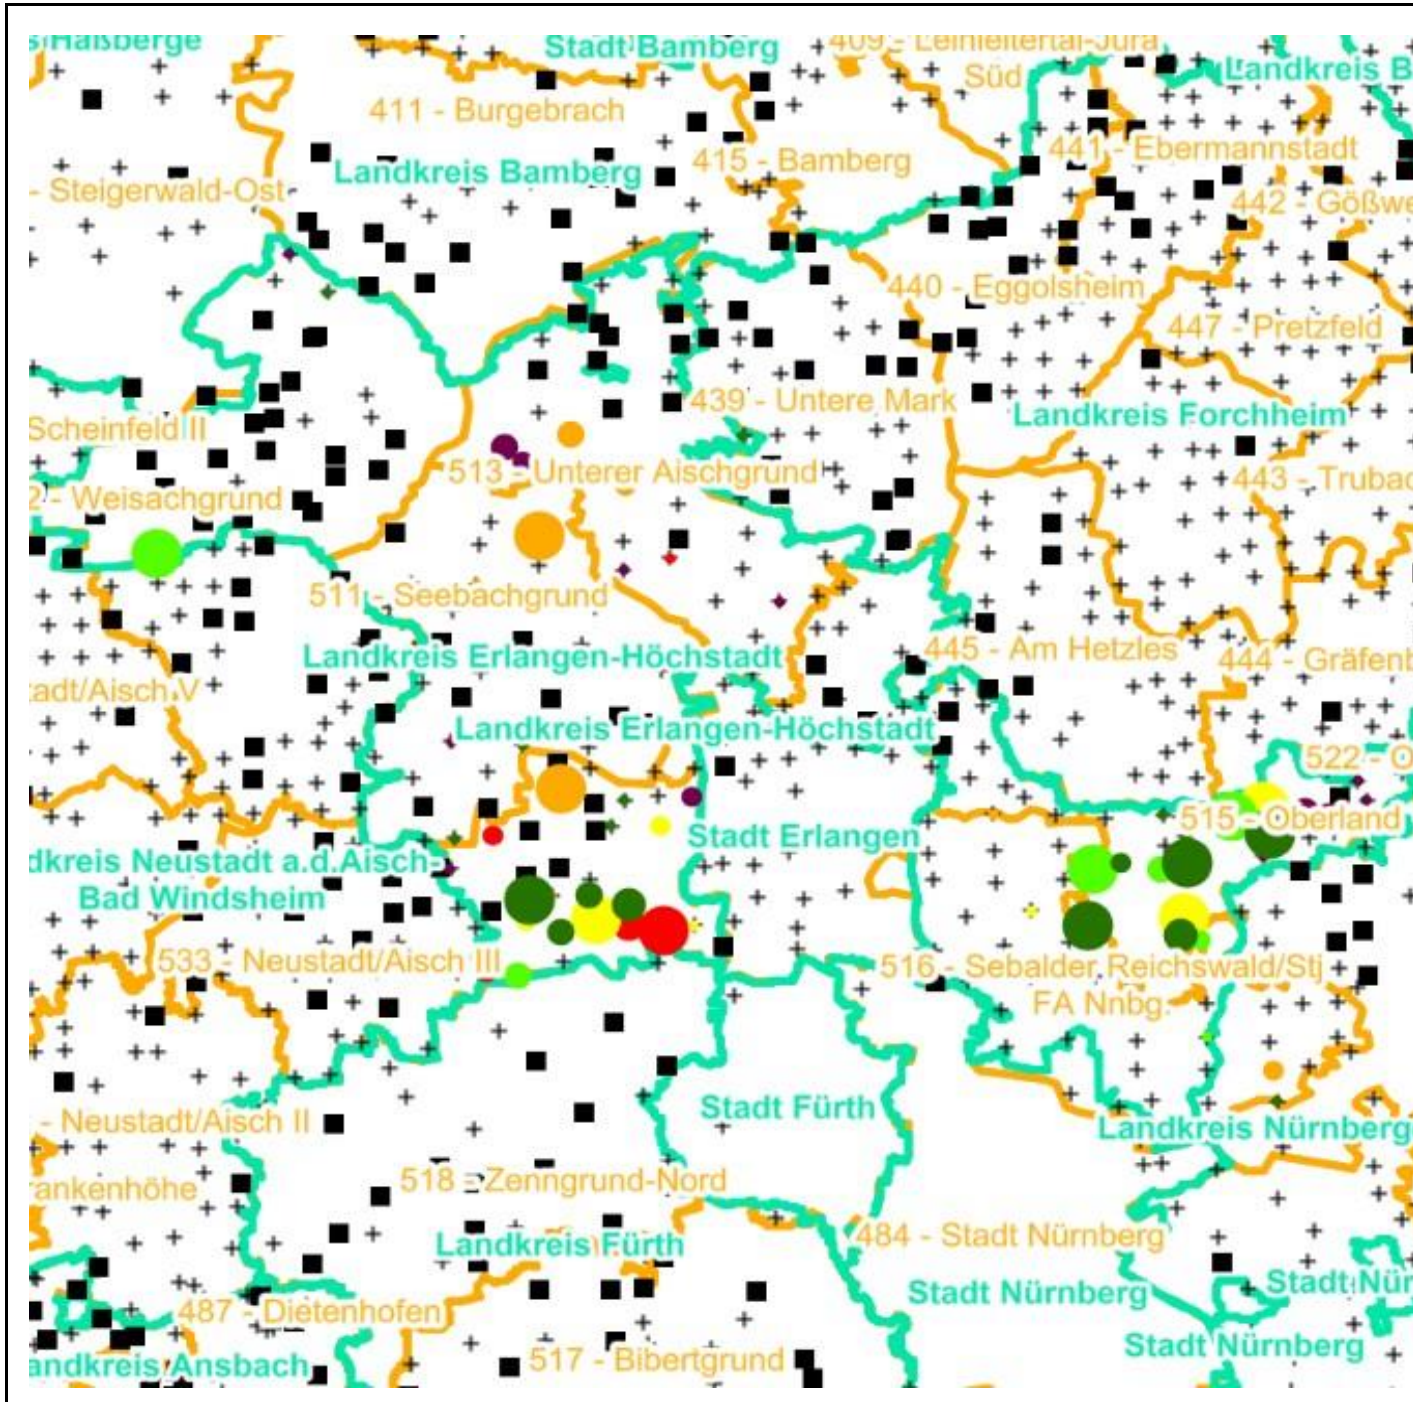 s Haßberge
Stadt Bamberg
409 - Leinleitertal-Jura
Süd
Landkreis B
411 - Burgebrach
415 - Bamberg
441 - Ebermannstadt
Landkreis Bamberg
- Steigerwald-Ost
442 - Gößwe
440 - Eggolsheim
447 - Pretzfeld
439 - Untere Mark
Landkreis Forchheim
Scheinfeld II
513 - Unterer Aischgrund
443 - Trubac
2 - Weisachgrund
511 - Seebachgrund
445 - Am Hetzles
444 - Gräfenb
Landkreis Erlangen-Höchstadt
tadt/Aisch V
Landkreis Erlangen-Höchstadt
522 - O
515 - Oberland
Stadt Erlangen
dkreis Neustadt a.d.Aisch-
Bad Windsheim
533 - Neustadt/Aisch III
516 - Sebalder Reichswald/Stj
FA Nnbg.
Stadt Fürth
- Neustadt/Aisch II
Landkreis Nürnberg
518 - Zenngrund-Nord
rankenhöhe
484 - Stadt Nürnberg
Landkreis Fürth
Stadt Nürnberg
Stadt Nür
487 - Dietenhofen
Stadt Nürnberg
517 - Bibertgrund
andkreis Ansbach